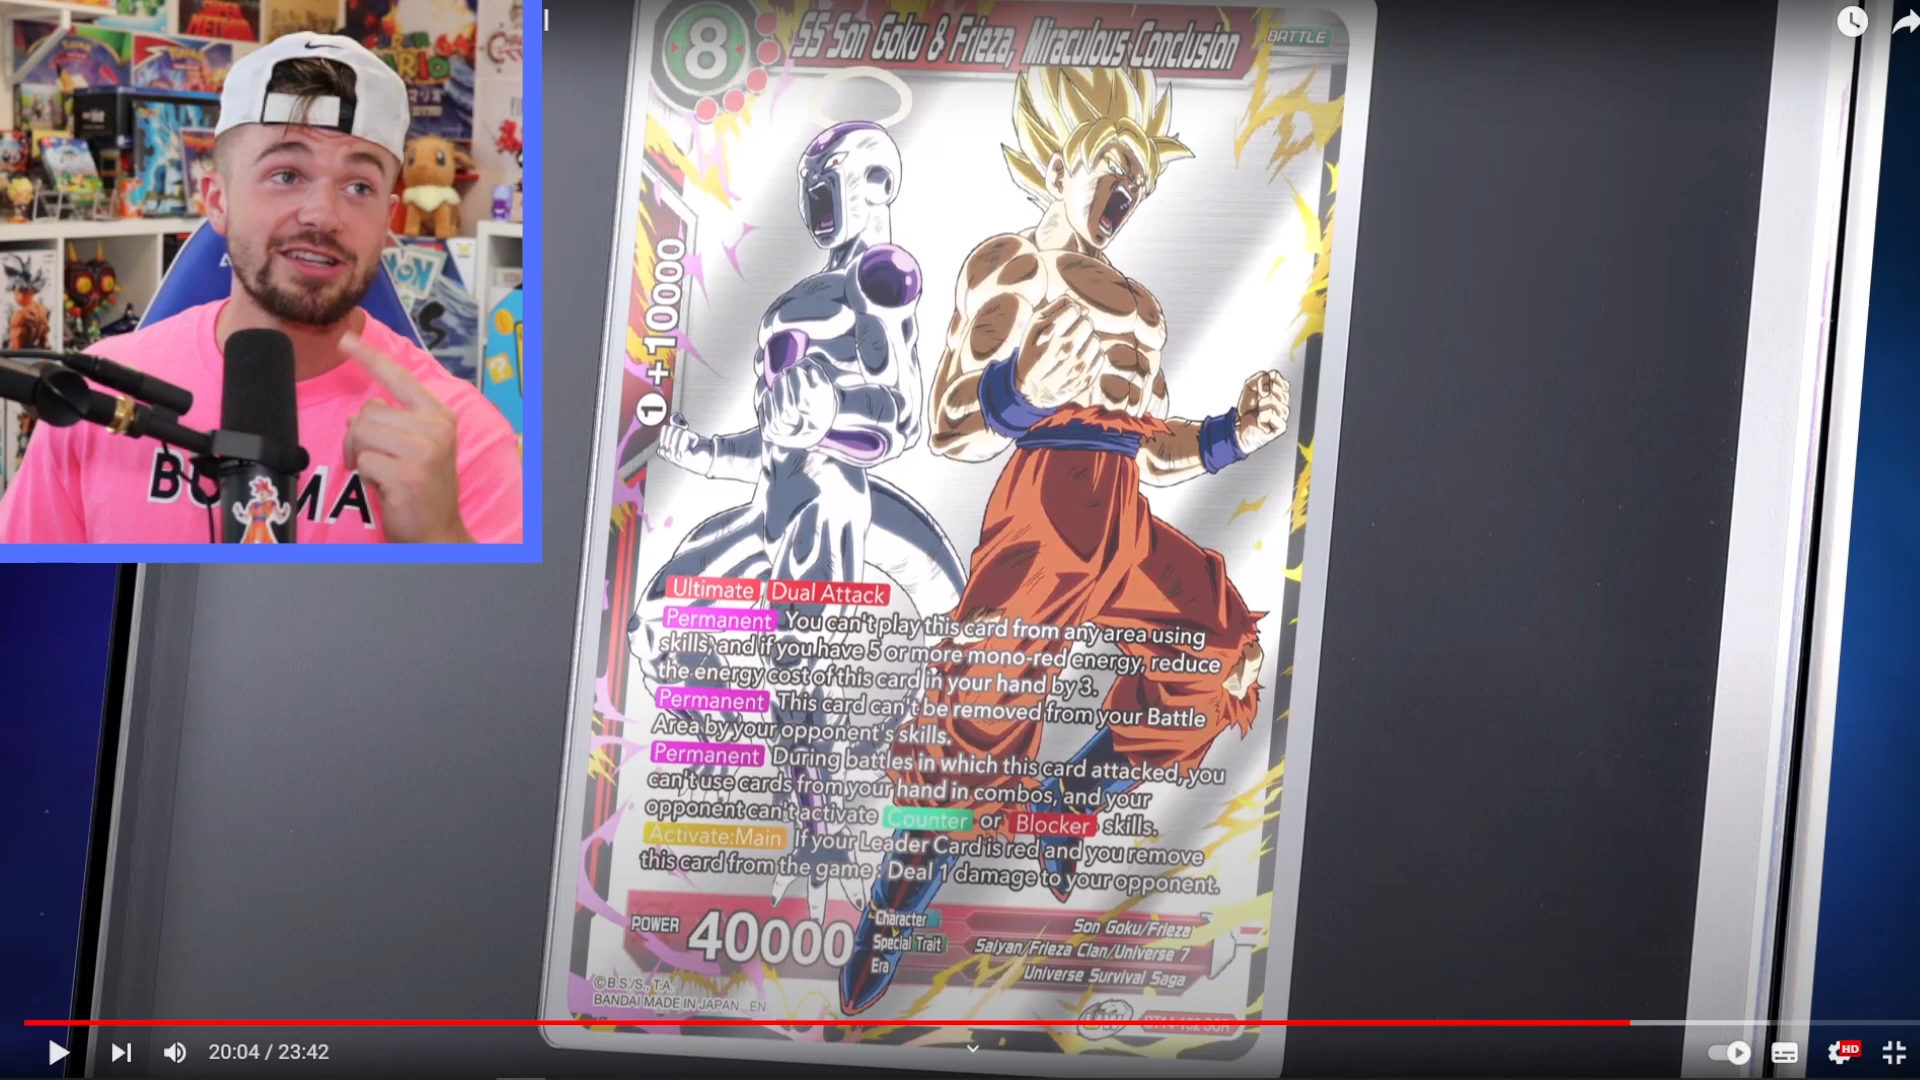 8
SS Son Goku & Frieza, Miraculous Conclusion
BATTLE
1 +10000
Ultimate Dual Attack
Permanent You can't play this card from any area using
skills, and if you have 5 or more mono-red energy, reduce
the energy cost of this card in your hand by 3.
Permanent This card can't be removed from your Battle
Area by your opponent's skills.
Permanent During battles in which this card attacked, you
can't use cards from your hand in combos, and your
opponent can't activate Counter or Blocker skills.
Activate:Main If your Leader Card is red and you remove
this card from the game : Deal 1 damage to your opponent.
POWER 40000
Character Son Goku/Frieza
Special Trait Saiyan/Frieza Clan/Universe 7
Era Universe Survival Saga
©B.S./S., T.A.
BANDAI MADE IN JAPAN EN
UW
20:04 / 23:42
HD